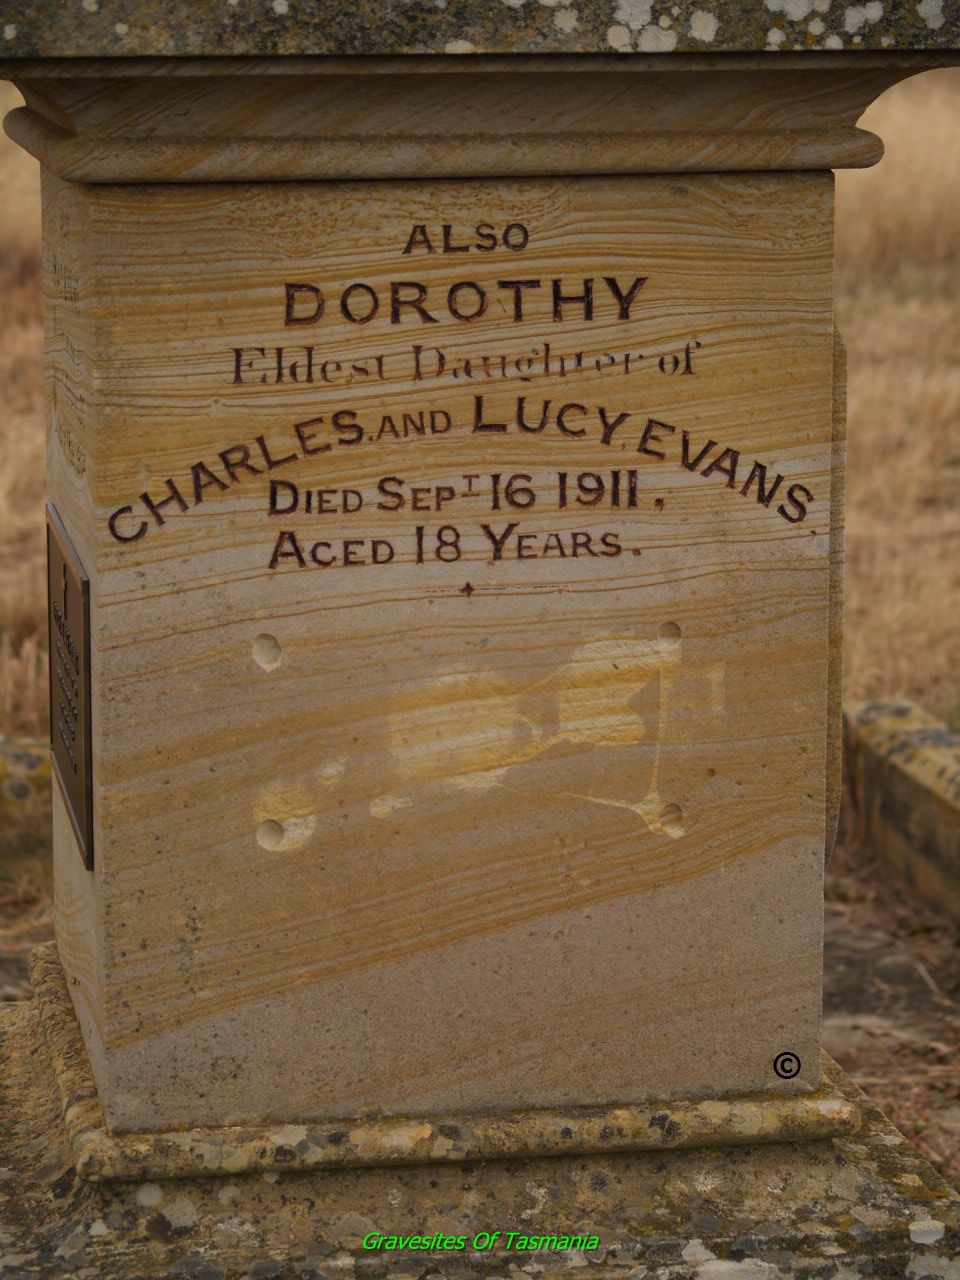 ALSO
DOROTHY
Eldest Daughter of
CHARLES AND LUCY EVANS.
DIED SEPT 16 1911.
AGED 18 YEARS.
©
Gravesites Of Tasmania